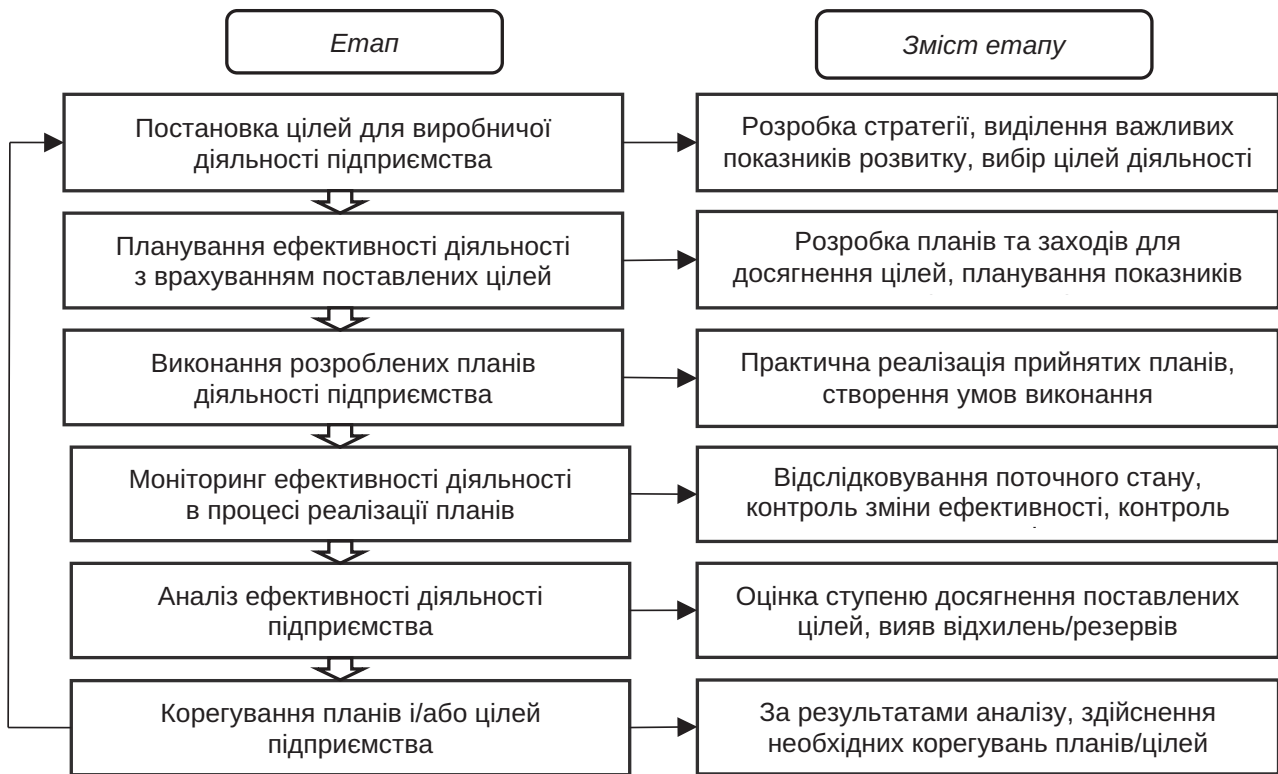 Етап
Зміст етапу
Постановка цілей для виробничої
діяльності підприємства
Розробка стратегії, виділення важливих
показників розвитку, вибір цілей діяльності
Планування ефективності діяльності
з врахуванням поставлених цілей
Розробка планів та заходів для
досягнення цілей, планування показників
Виконання розроблених планів
діяльності підприємства
Практична реалізація прийнятих планів,
створення умов виконання
Моніторинг ефективності діяльності
в процесі реалізації планів
Відслідковування поточного стану,
контроль зміни ефективності, контроль
Аналіз ефективності діяльності
підприємства
Оцінка ступеню досягнення поставлених
цілей, вияв відхилень/резервів
Корегування планів і/або цілей
підприємства
За результатами аналізу, здійснення
необхідних корегувань планів/цілей